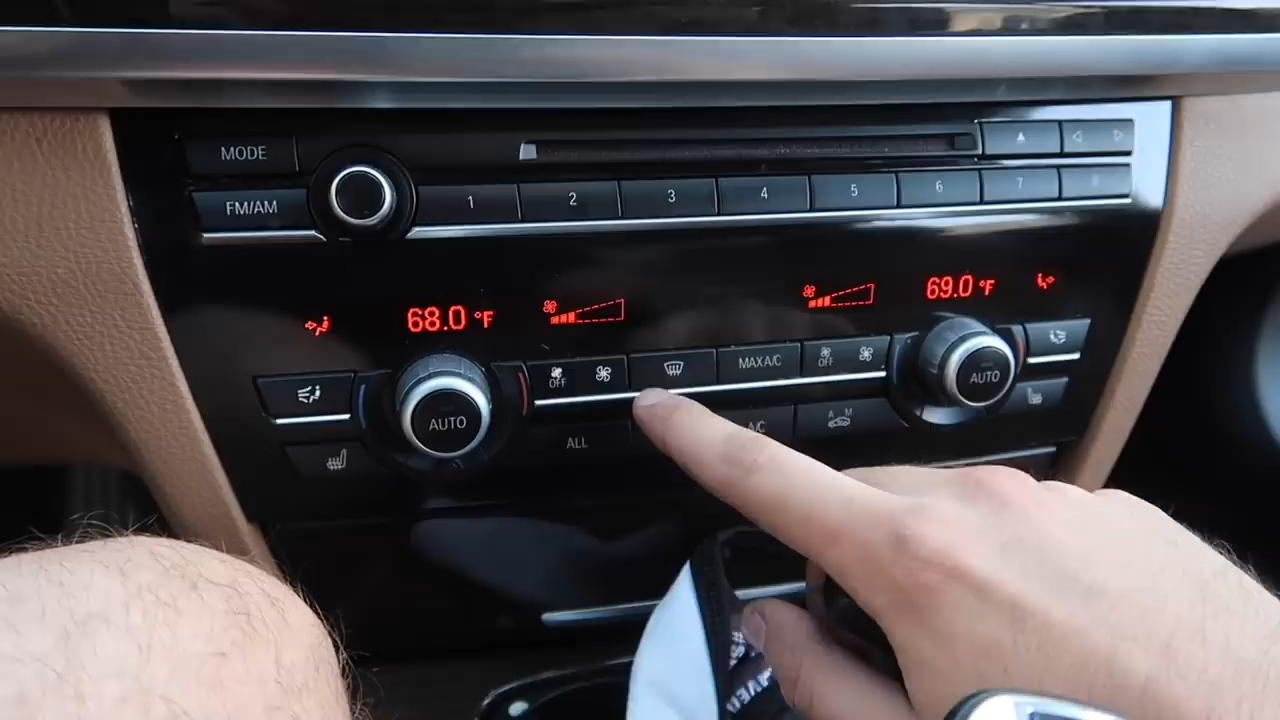 MODE
FM/AM
1 2 3 4 5 6 7
68.0 °F
69.0 °F
OFF
MAX A/C
OFF
AUTO
AUTO
ALL
A/C
A M